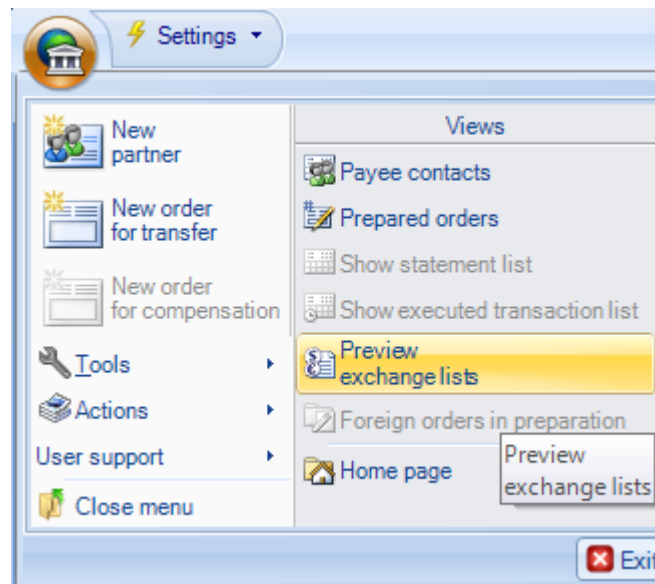 Settings
New
partner
New order
for transfer
New order
for compensation
Tools
Actions
User support
Close menu
Views
Payee contacts
Prepared orders
Show statement list
Show executed transaction list
Preview
exchange lists
Foreign orders in preparation
Home page
Preview
exchange lists
Exit